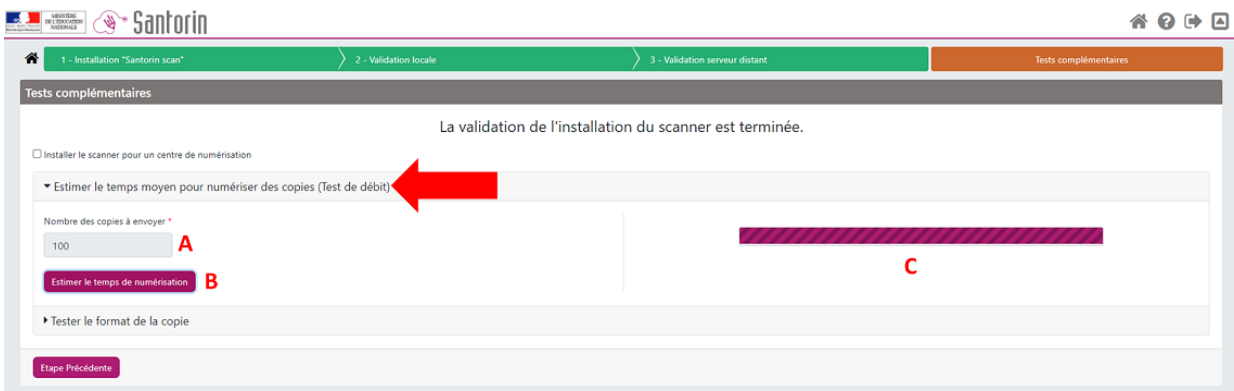 MINISTÈRE
DE L'ÉDUCATION
NATIONALE
Santorin
1 - Installation "Santorin scan"
2 - Validation locale
3 - Validation serveur distant
Tests complémentaires
Tests complémentaires
La validation de l'installation du scanner est terminée.
Installer le scanner pour un centre de numérisation
Estimer le temps moyen pour numériser des copies (Test de débit)
Nombre des copies à envoyer *
100
A
Estimer le temps de numérisation
B
C
Tester le format de la copie
Etape Précédente